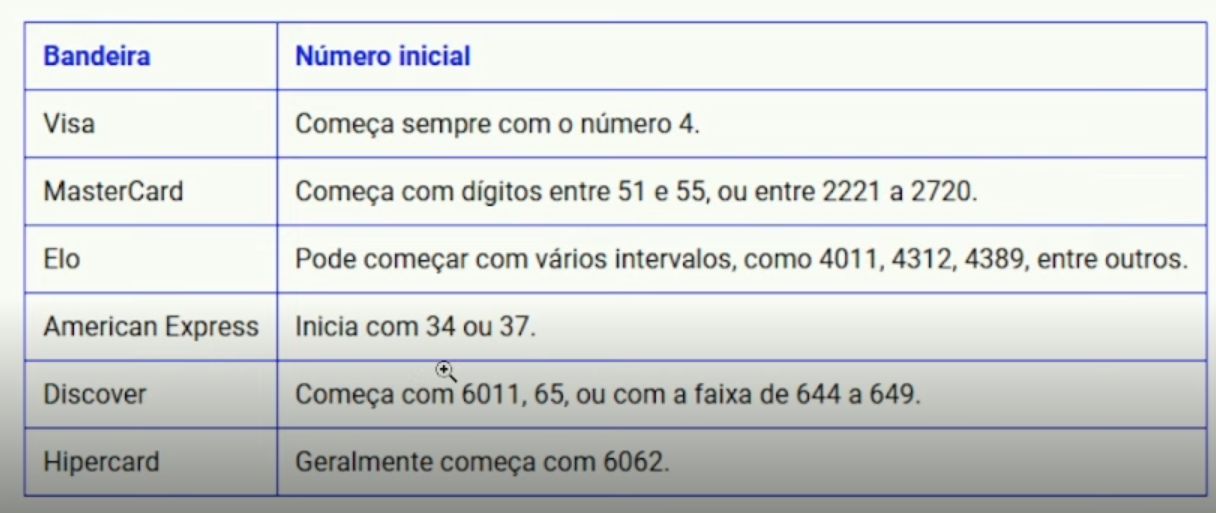 Bandeira Número inicial
Visa Começa sempre com o número 4.
MasterCard Começa com dígitos entre 51 e 55, ou entre 2221 a 2720.
Elo Pode começar com vários intervalos, como 4011, 4312, 4389, entre outros.
American Express Inicia com 34 ou 37.
Discover Começa com 6011, 65, ou com a faixa de 644 a 649.
Hipercard Geralmente começa com 6062.